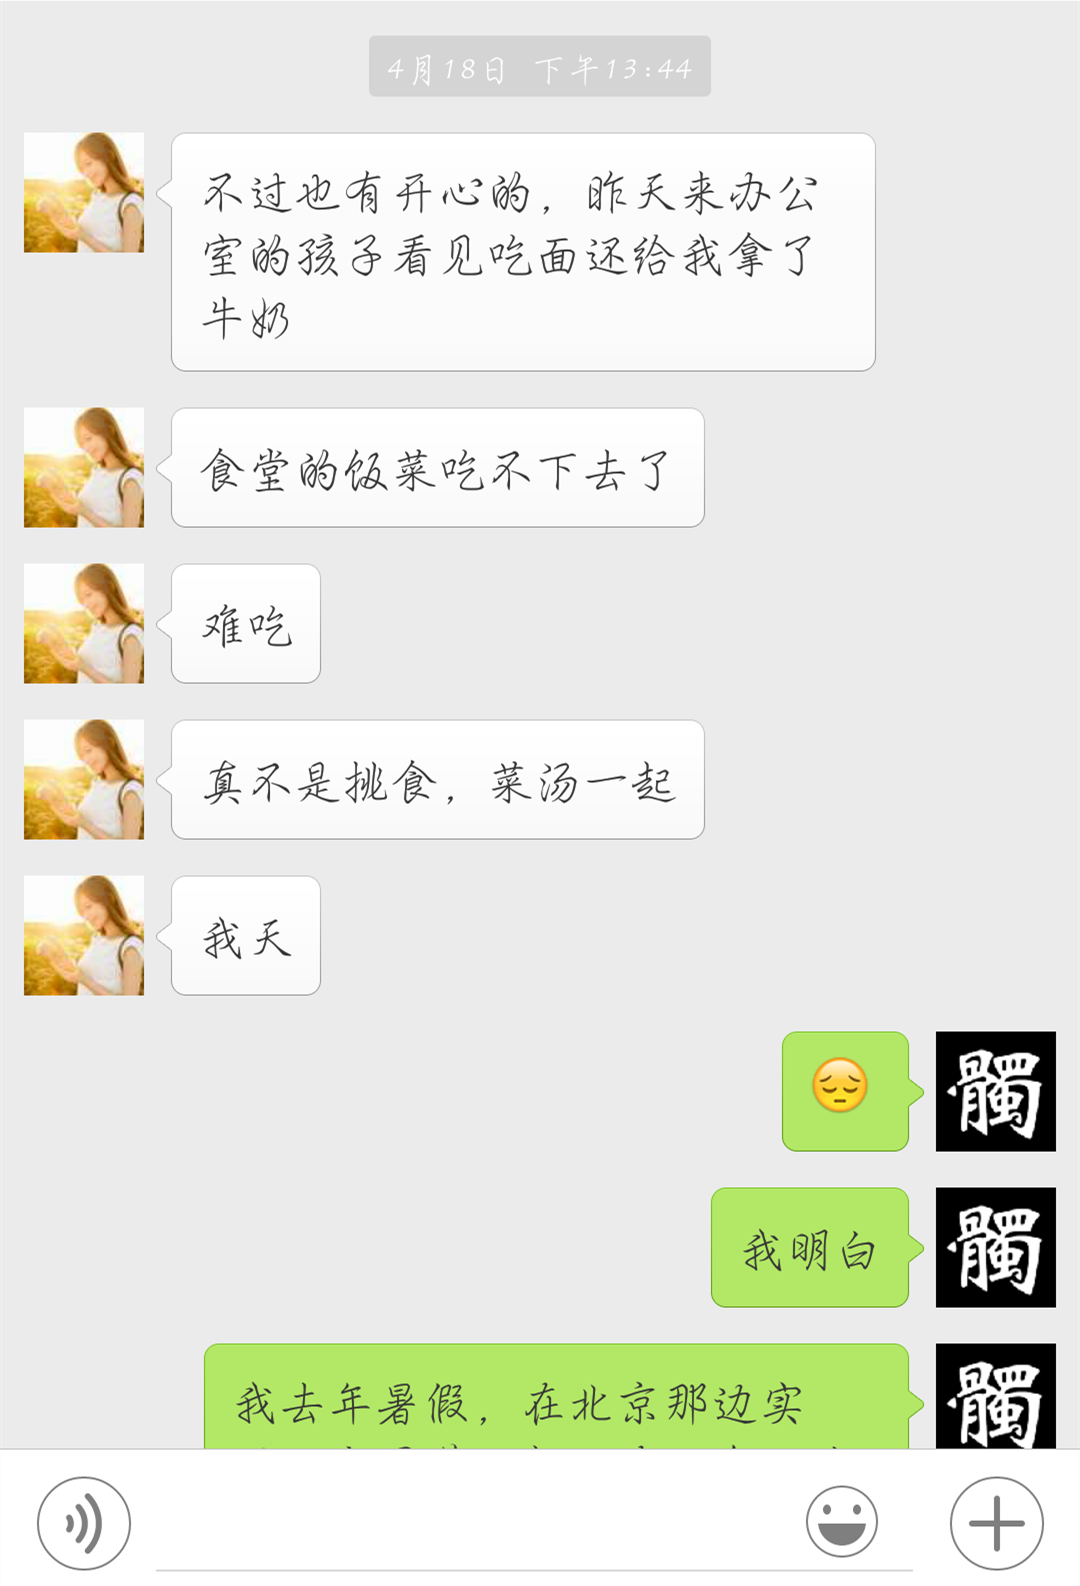 4月18日 下午13:44
不过也有开心的，昨天来办公
室的孩子看见吃面还给我拿了
牛奶
食堂的饭菜吃不下去了
难吃
真不是挑食，菜汤一起
我天
髑
我明白
髑
我去年暑假，在北京那边实
髑